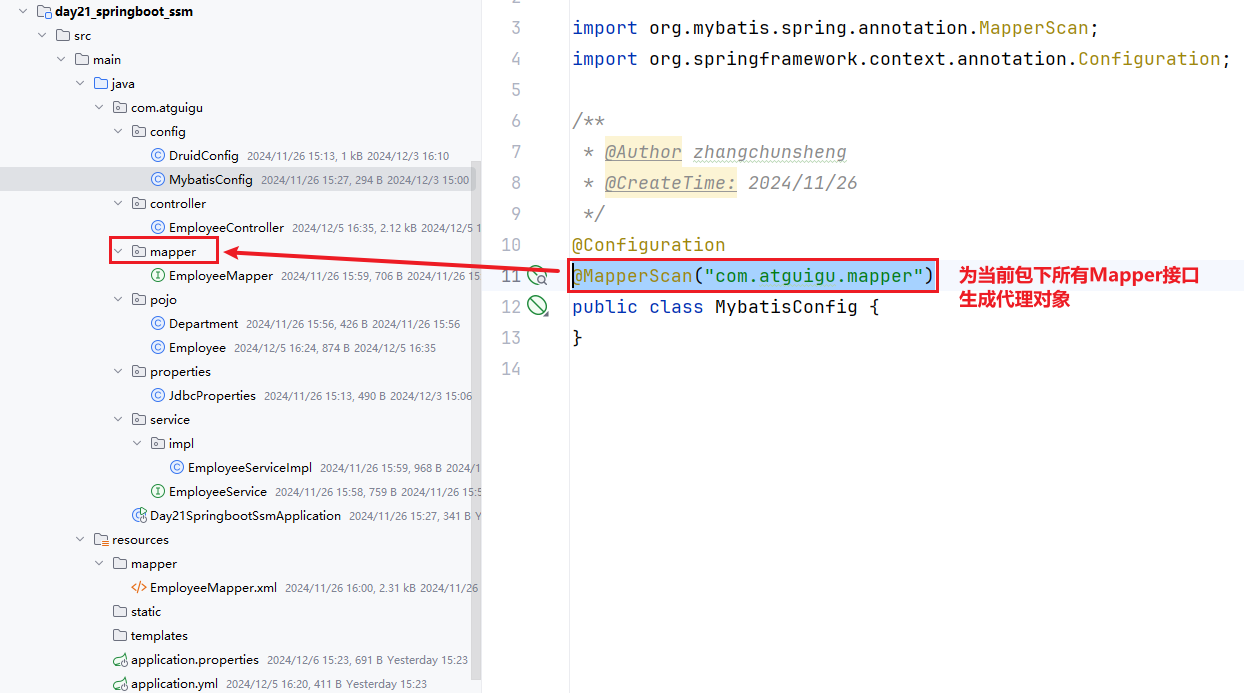 day21_springboot_ssm
src
main
java
com.atguigu
config
DruidConfig 2024/11/26 15:13, 1 kB 2024/12/3 16:10
MybatisConfig 2024/11/26 15:27, 294 B 2024/12/3 15:00
controller
EmployeeController 2024/12/5 16:35, 2.12 kB 2024/12/5 1
mapper
EmployeeMapper 2024/11/26 15:59, 706 B 2024/11/26 15
pojo
Department 2024/11/26 15:56, 426 B 2024/11/26 15:56
Employee 2024/12/5 16:24, 874 B 2024/12/5 16:35
properties
JdbcProperties 2024/11/26 15:13, 490 B 2024/12/3 15:06
service
impl
EmployeeServiceImpl 2024/11/26 15:59, 968 B 2024/1
EmployeeService 2024/11/26 15:58, 759 B 2024/11/26 15:5
Day21SpringbootSsmApplication 2024/11/26 15:27, 341 B Y
resources
mapper
</> EmployeeMapper.xml 2024/11/26 16:00, 2.31 kB 2024/11/26
static
templates
application.properties 2024/12/6 15:23, 691 B Yesterday 15:23
application.yml 2024/12/5 16:20, 411 B Yesterday 15:23
3 import org.mybatis.spring.annotation.MapperScan;
4 import org.springframework.context.annotation.Configuration;
5
6 /**
7 * @Author zhangchunsheng
8 * @CreateTime: 2024/11/26
9 */
10 @Configuration
11 @MapperScan("com.atguigu.mapper")
12 public class MybatisConfig {
13 }
14
为当前包下所有Mapper接口
生成代理对象